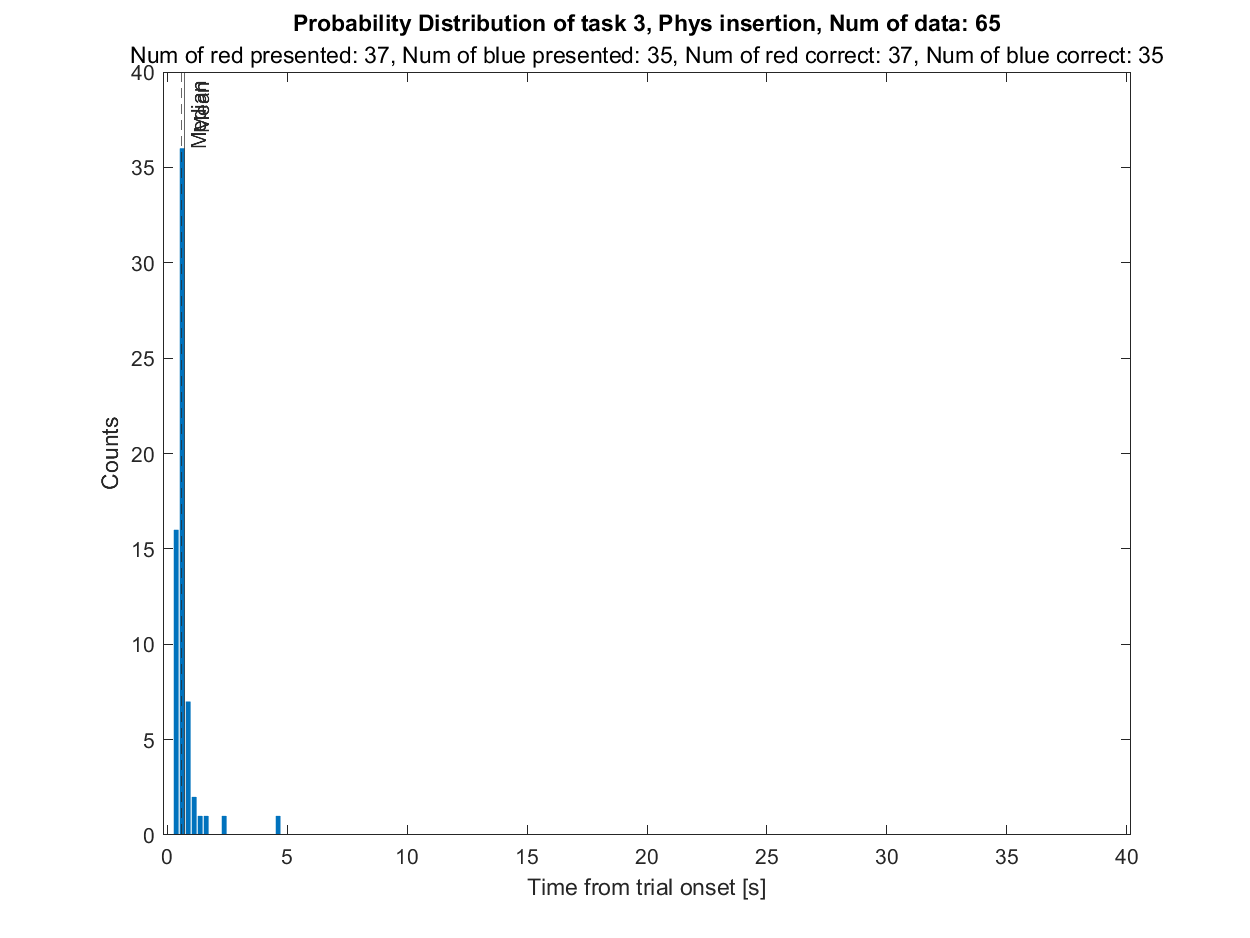 Probability Distribution of task 3, Phys insertion, Num of data: 65
Num of red presented: 37, Num of blue presented: 35, Num of red correct: 37, Num of blue correct: 35
40
35
30
25
20
15
10
5
0
Counts
Median
Mean
0 5 10 15 20 25 30 35 40
Time from trial onset [s]